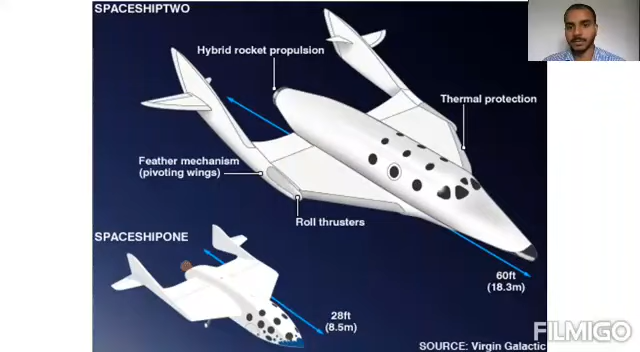 SPACESHIPTWO
Hybrid rocket propulsion
Thermal protection
Feather mechanism
(pivoting wings)
Roll thrusters
SPACESHIPONE
60ft
(18.3m)
28ft
(8.5m)
SOURCE: Virgin Galactic
FILMIGO